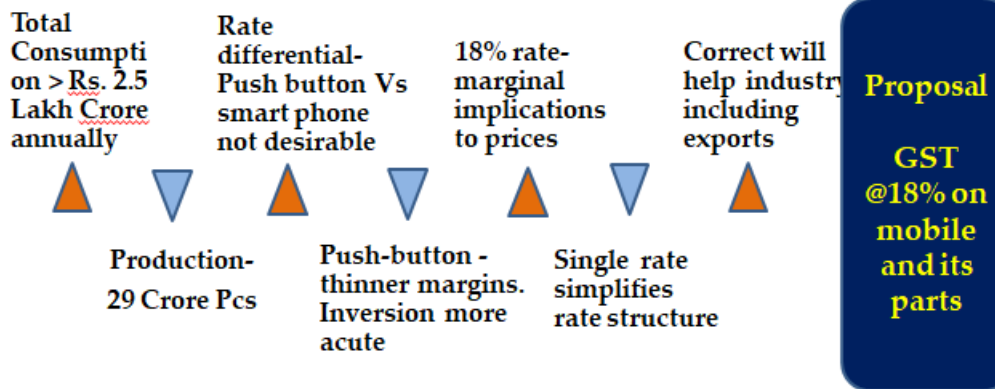 Total
Consumpti
on > Rs. 2.5
Lakh Crore
annually
Rate
differential-
Push button Vs
smart phone
not desirable
18% rate-
marginal
implications
to prices
Correct will
help industry
including
exports
Production-
29 Crore Pcs
Push-button -
thinner margins.
Inversion more
acute
Single rate
simplifies
rate structure
Proposal
GST
@18% on
mobile
and its
parts